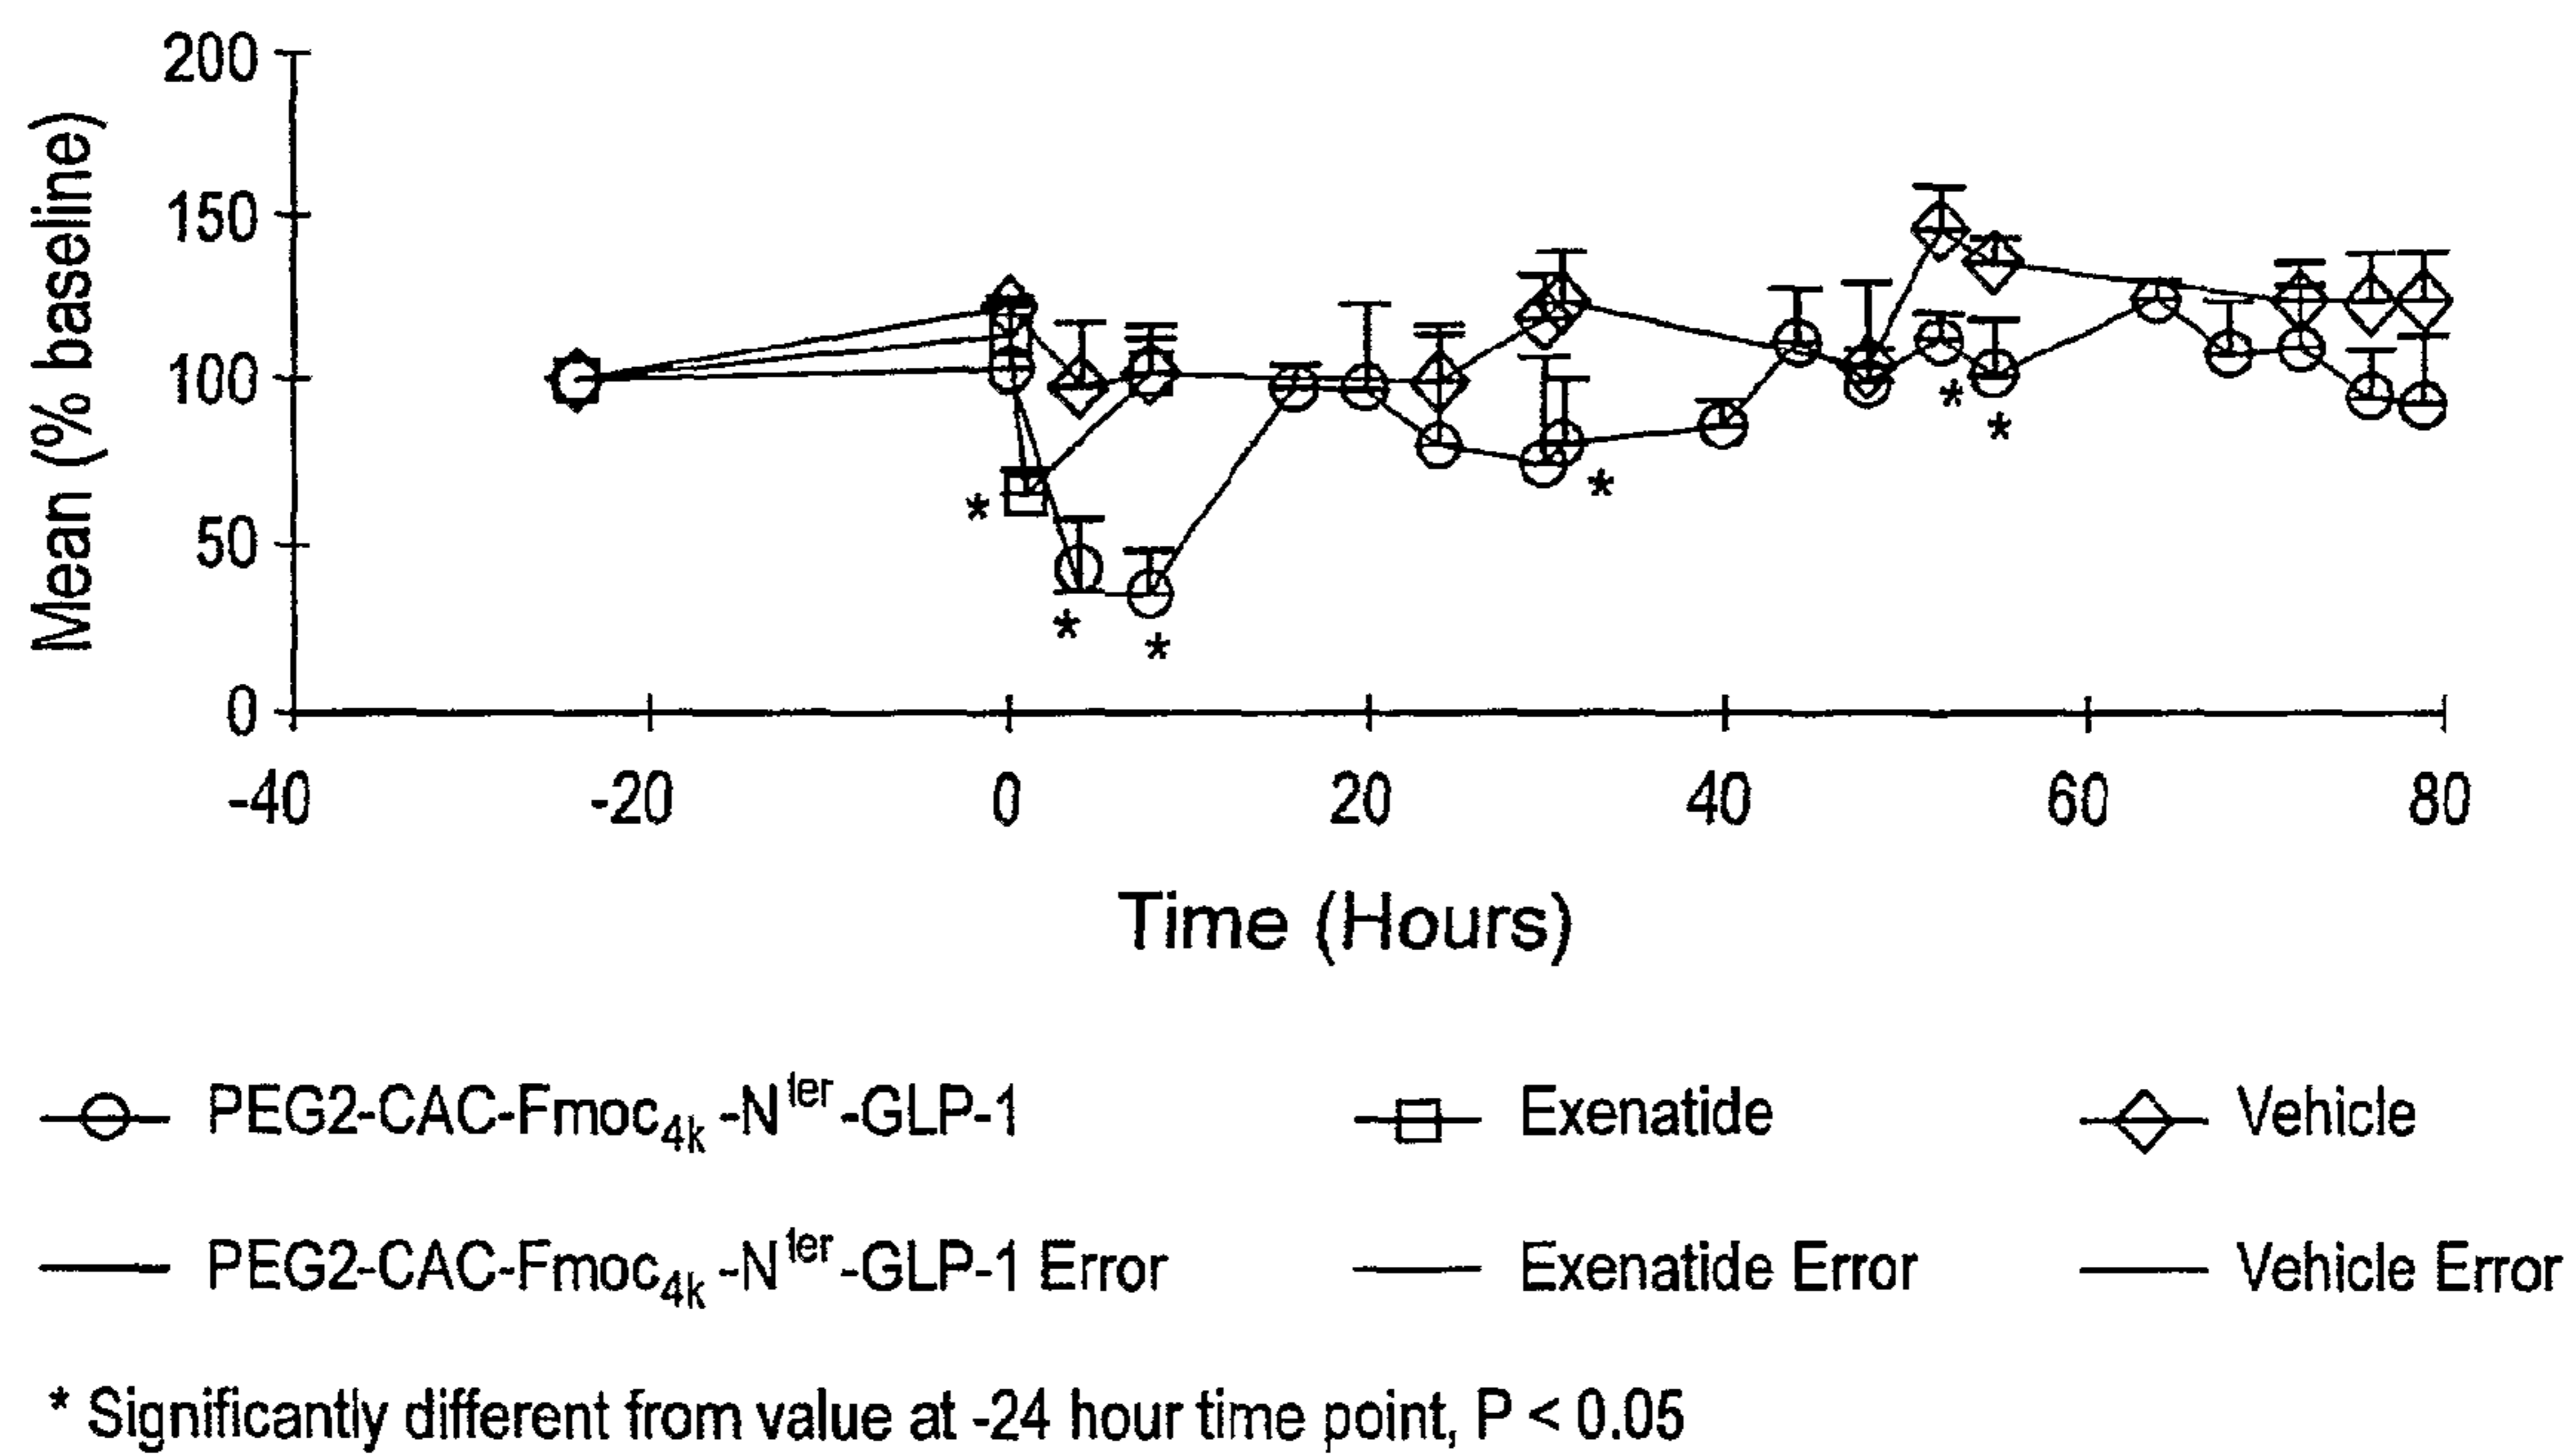 200
150
100
50
0
Mean (% baseline)
-40 -20 0 20 40 60 80
*
*
*
*
*
*
Time (Hours)
PEG2-CAC-Fmoc4k-Nter-GLP-1 Exenatide Vehicle
PEG2-CAC-Fmoc4k-Nter-GLP-1 Error Exenatide Error Vehicle Error
* Significantly different from value at -24 hour time point, P < 0.05